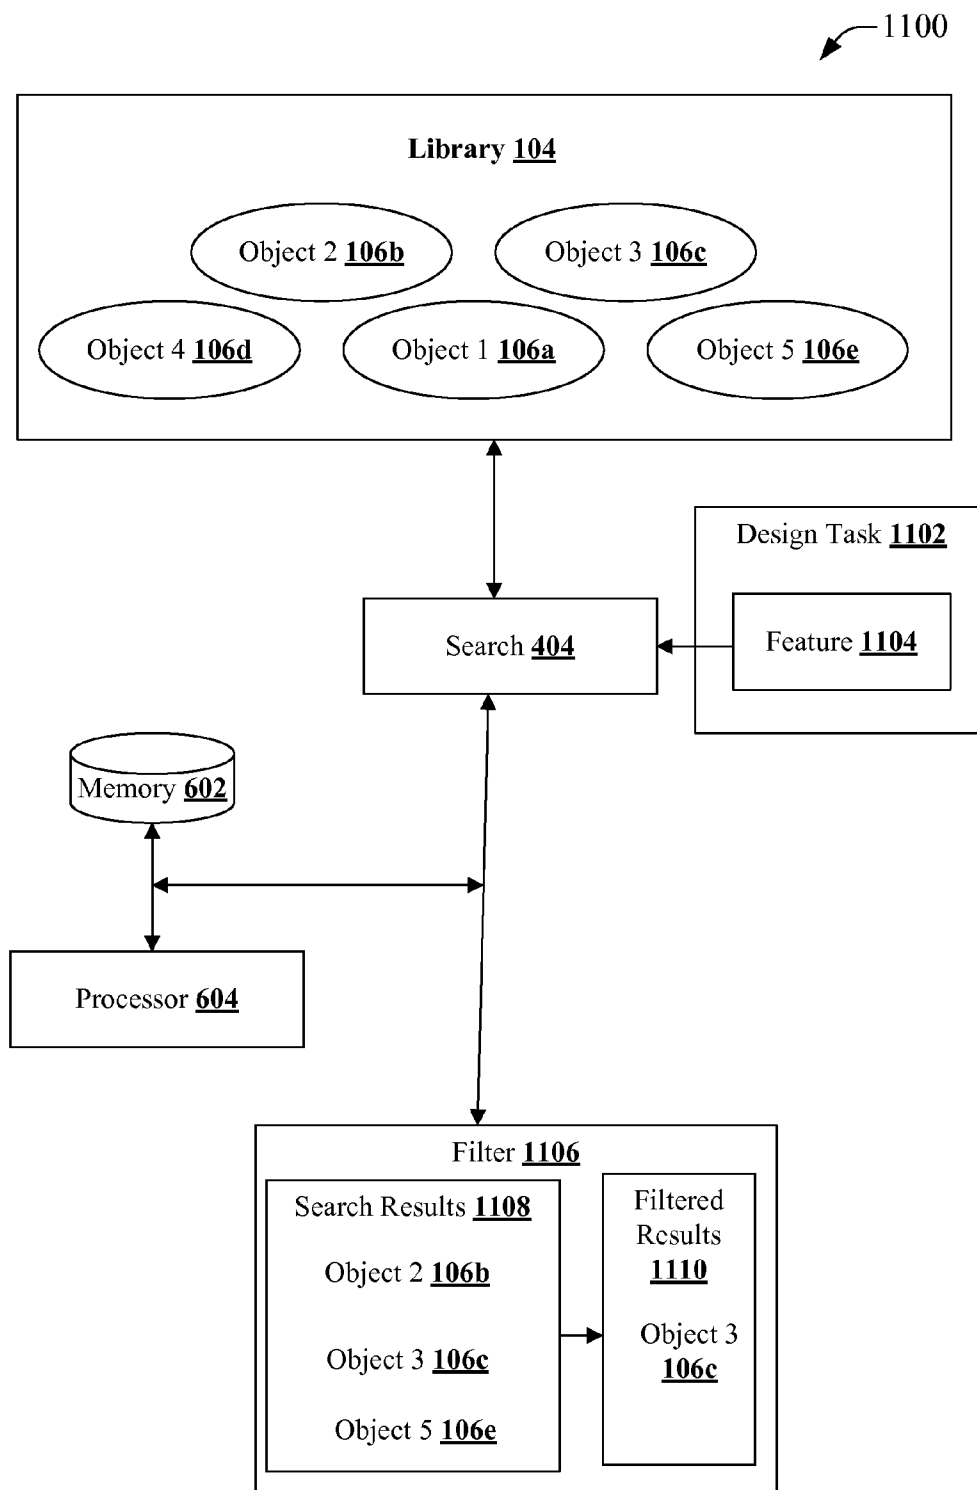 1100
Library 104
Object 2 106b
Object 3 106c
Object 4 106d
Object 1 106a
Object 5 106e
Design Task 1102
Search 404
Feature 1104
Memory 602
Processor 604
Filter 1106
Search Results 1108
Object 2 106b
Object 3 106c
Object 5 106e
Filtered
Results
1110
Object 3
106c